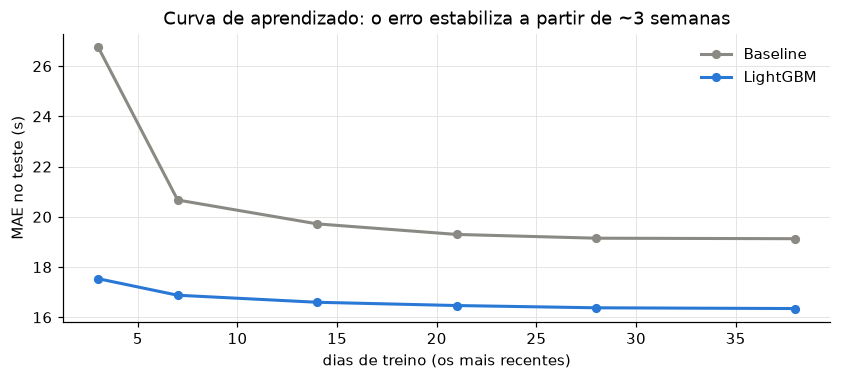 Curva de aprendizado: o erro estabiliza a partir de ~3 semanas
Baseline
LightGBM
MAE no teste (s)
26
24
22
20
18
16
5
10
15
20
25
30
35
dias de treino (os mais recentes)